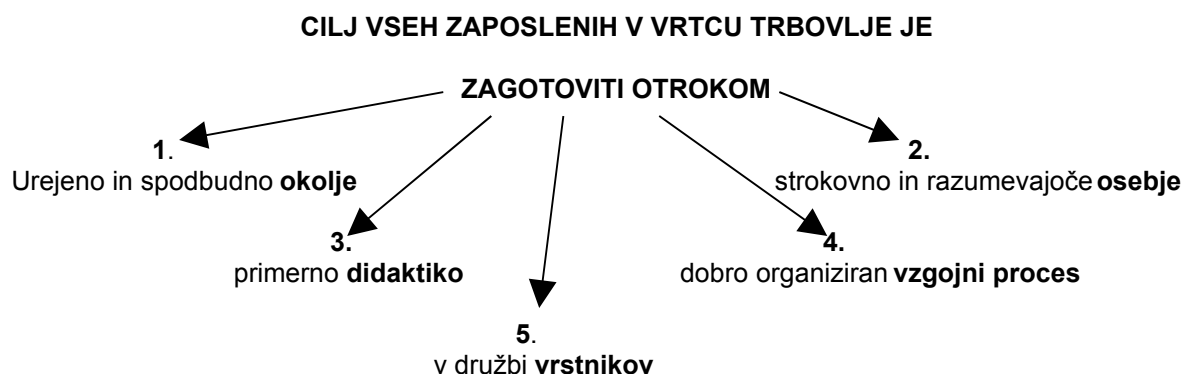 CILJ VSEH ZAPOSLENIH V VRTCU TRBOVLJE JE
ZAGOTOVITI OTROKOM
1.
Urejeno in spodbudno okolje
2.
strokovno in razumevajoče osebje
3.
primerno didaktiko
4.
dobro organiziran vzgojni proces
5.
v družbi vrstnikov